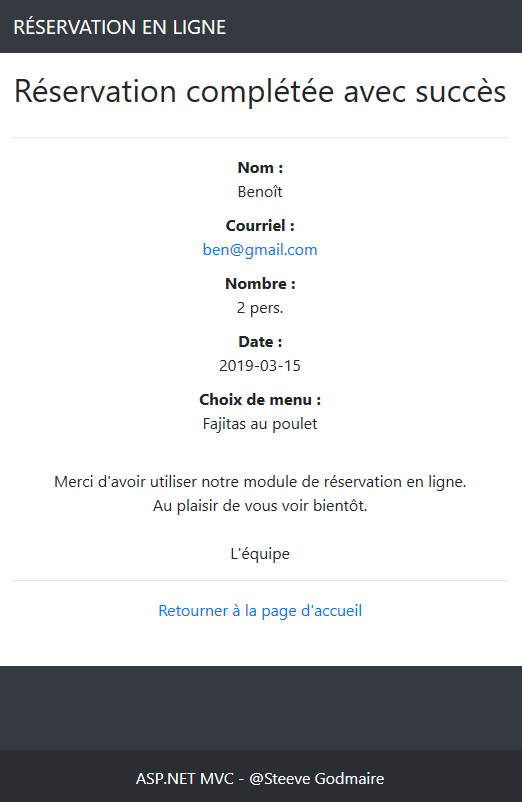 RÉSERVATION EN LIGNE
Réservation complétée avec succès
Nom :
Benoît
Courriel :
ben@gmail.com
Nombre :
2 pers.
Date :
2019-03-15
Choix de menu :
Fajitas au poulet
Merci d'avoir utiliser notre module de réservation en ligne.
Au plaisir de vous voir bientôt.
L'équipe
Retourner à la page d'accueil
ASP.NET MVC - @Steeve Godmaire